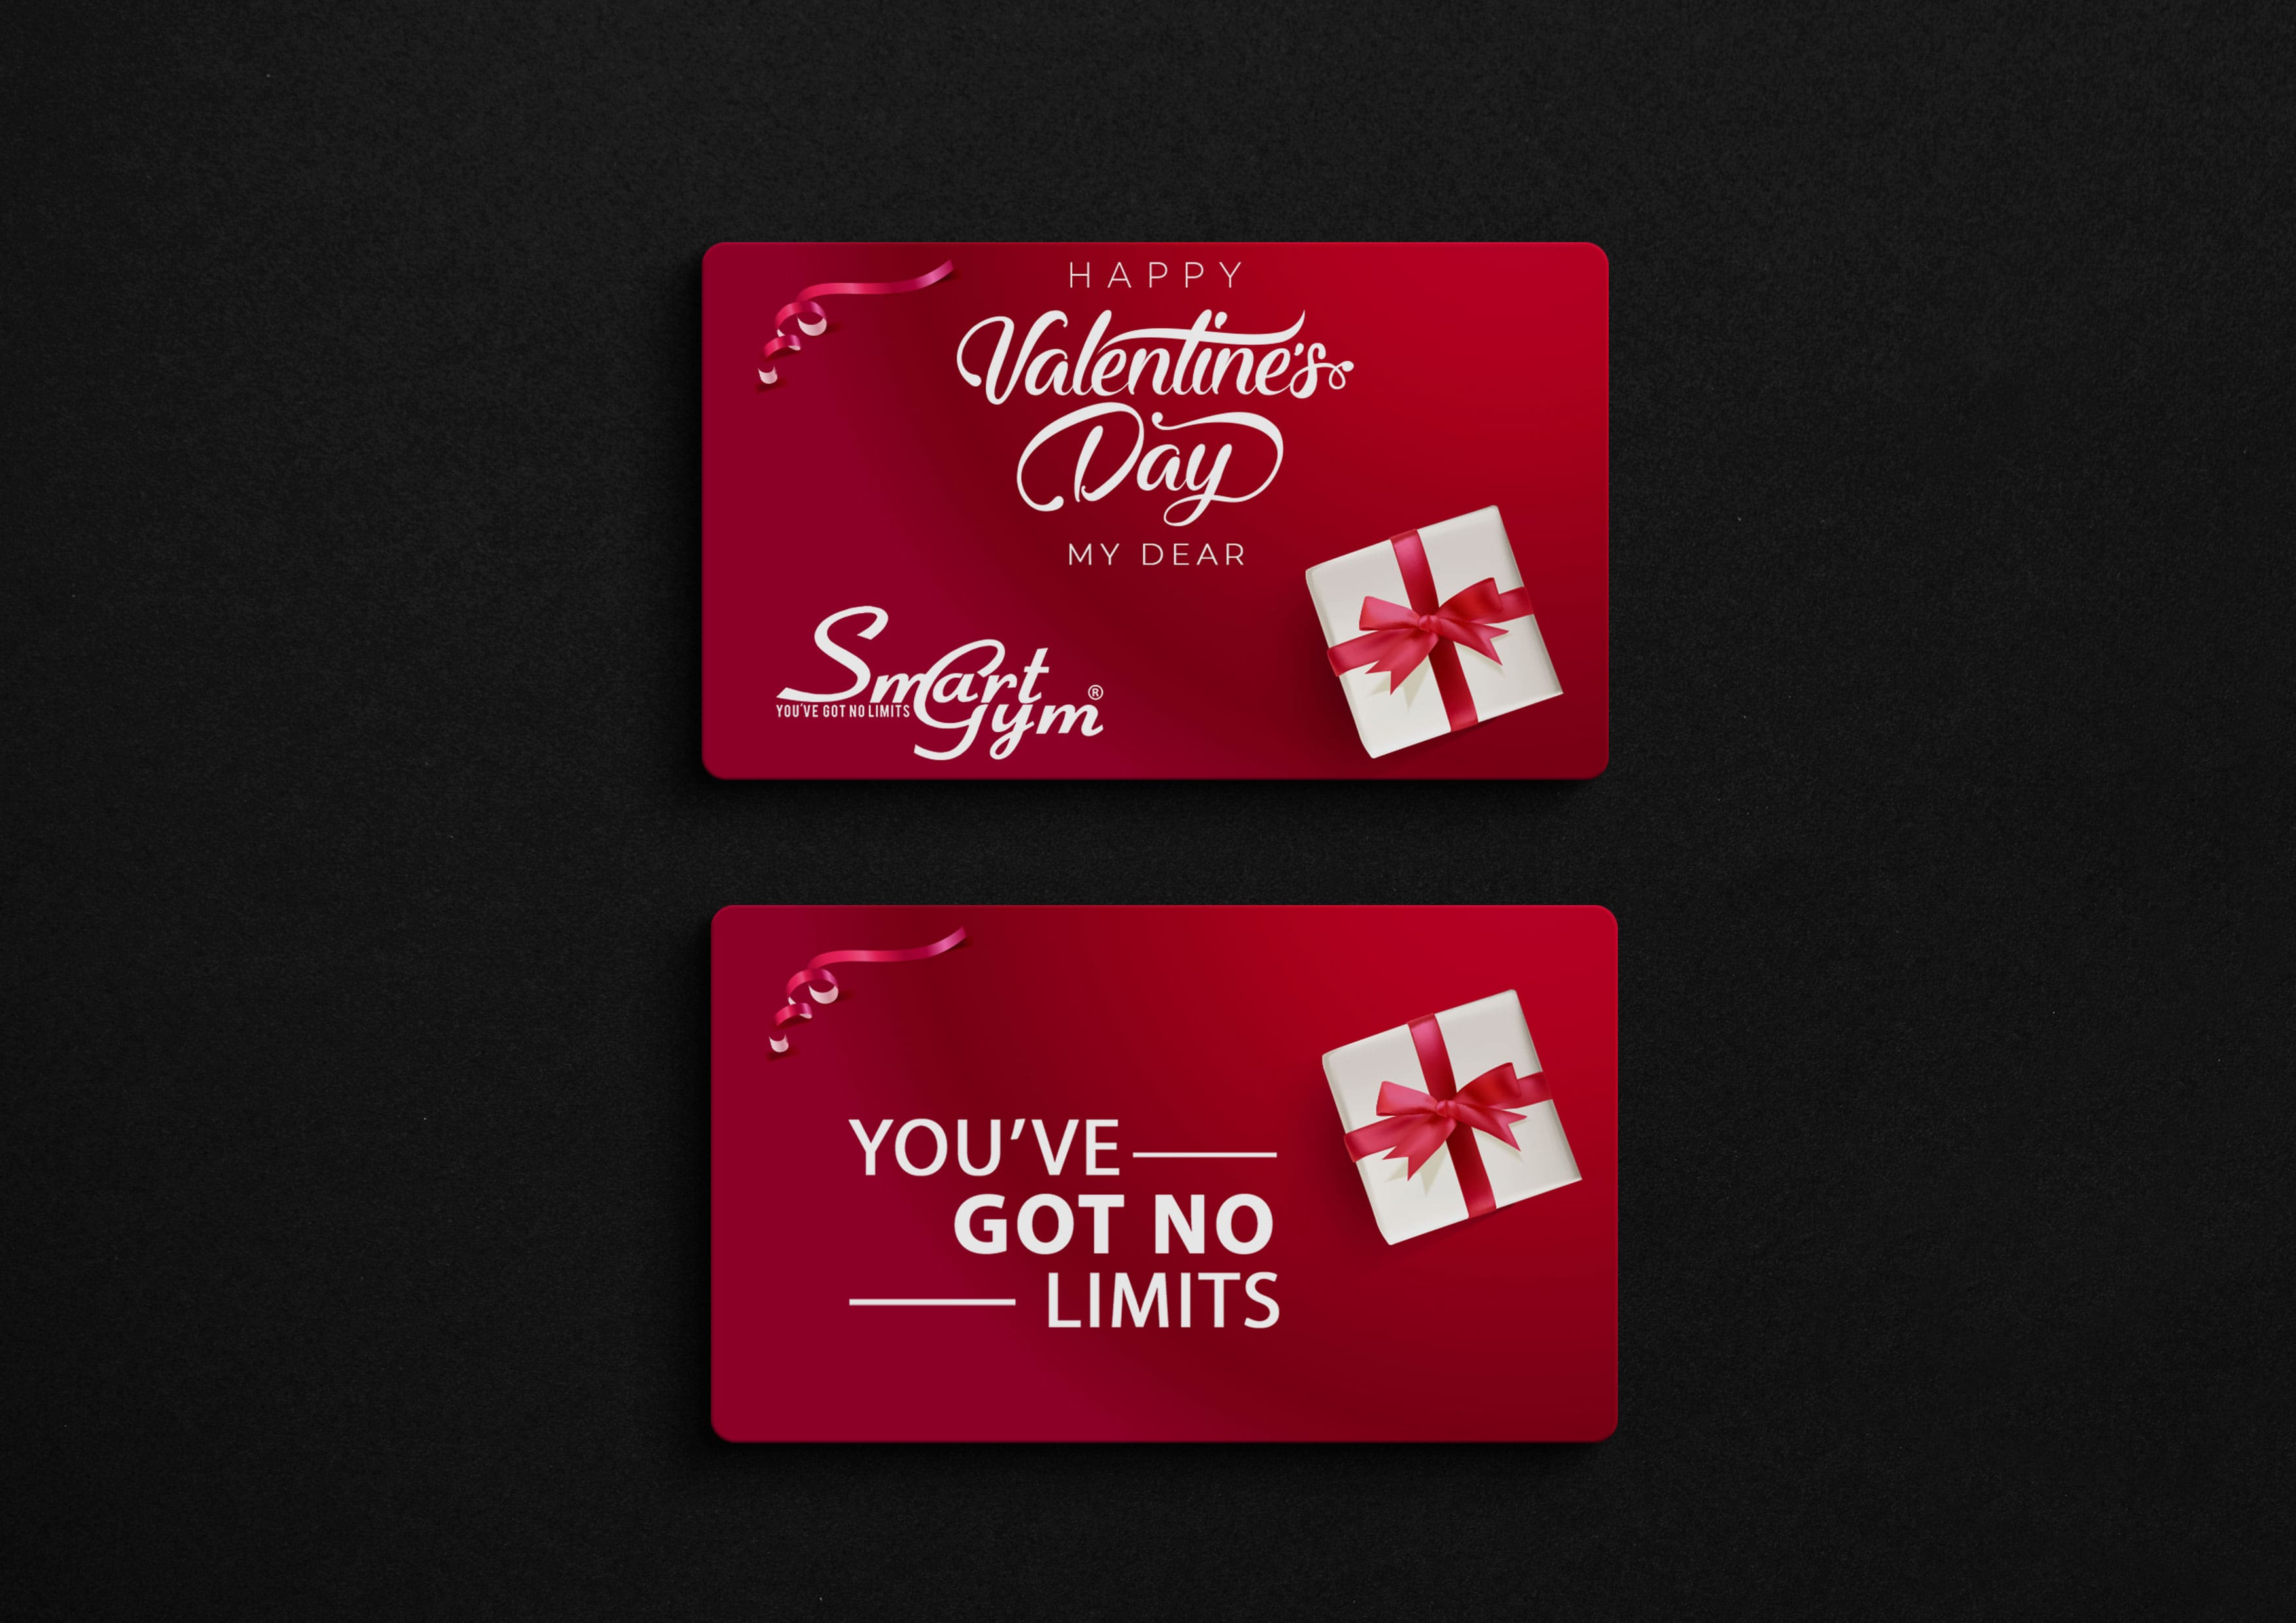 HAPPY
Valentine's
Day
MY DEAR
Smart
YOU'VE GOT NO LIMITS
Gym®
YOU'VE
GOT NO
LIMITS